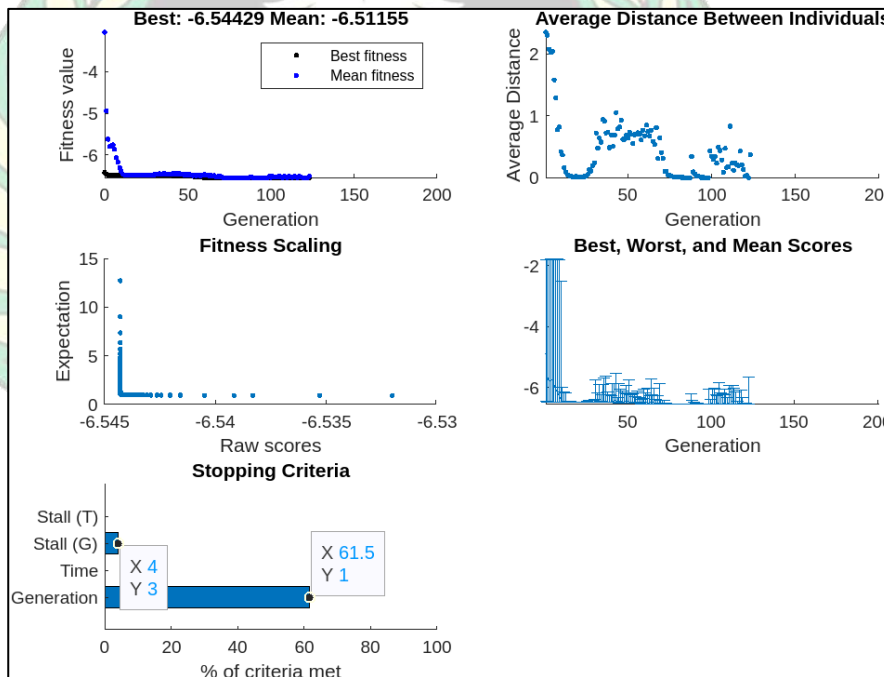 Best: -6.54429 Mean: -6.51155
Fitness value
-4
-5
-6
0
50
100
150
200
Generation
Best fitness
Mean fitness
Average Distance Between Individuals
Average Distance
2
1
0
50
100
150
200
Generation
Fitness Scaling
Expectation
15
10
5
0
-6.545
-6.54
-6.535
-6.53
Raw scores
Best, Worst, and Mean Scores
-2
-4
-6
50
100
150
200
Generation
Stopping Criteria
Stall (T)
Stall (G)
Time
Generation
X 4
Y 3
X 61.5
Y 1
0
20
40
60
80
100
% of criteria met